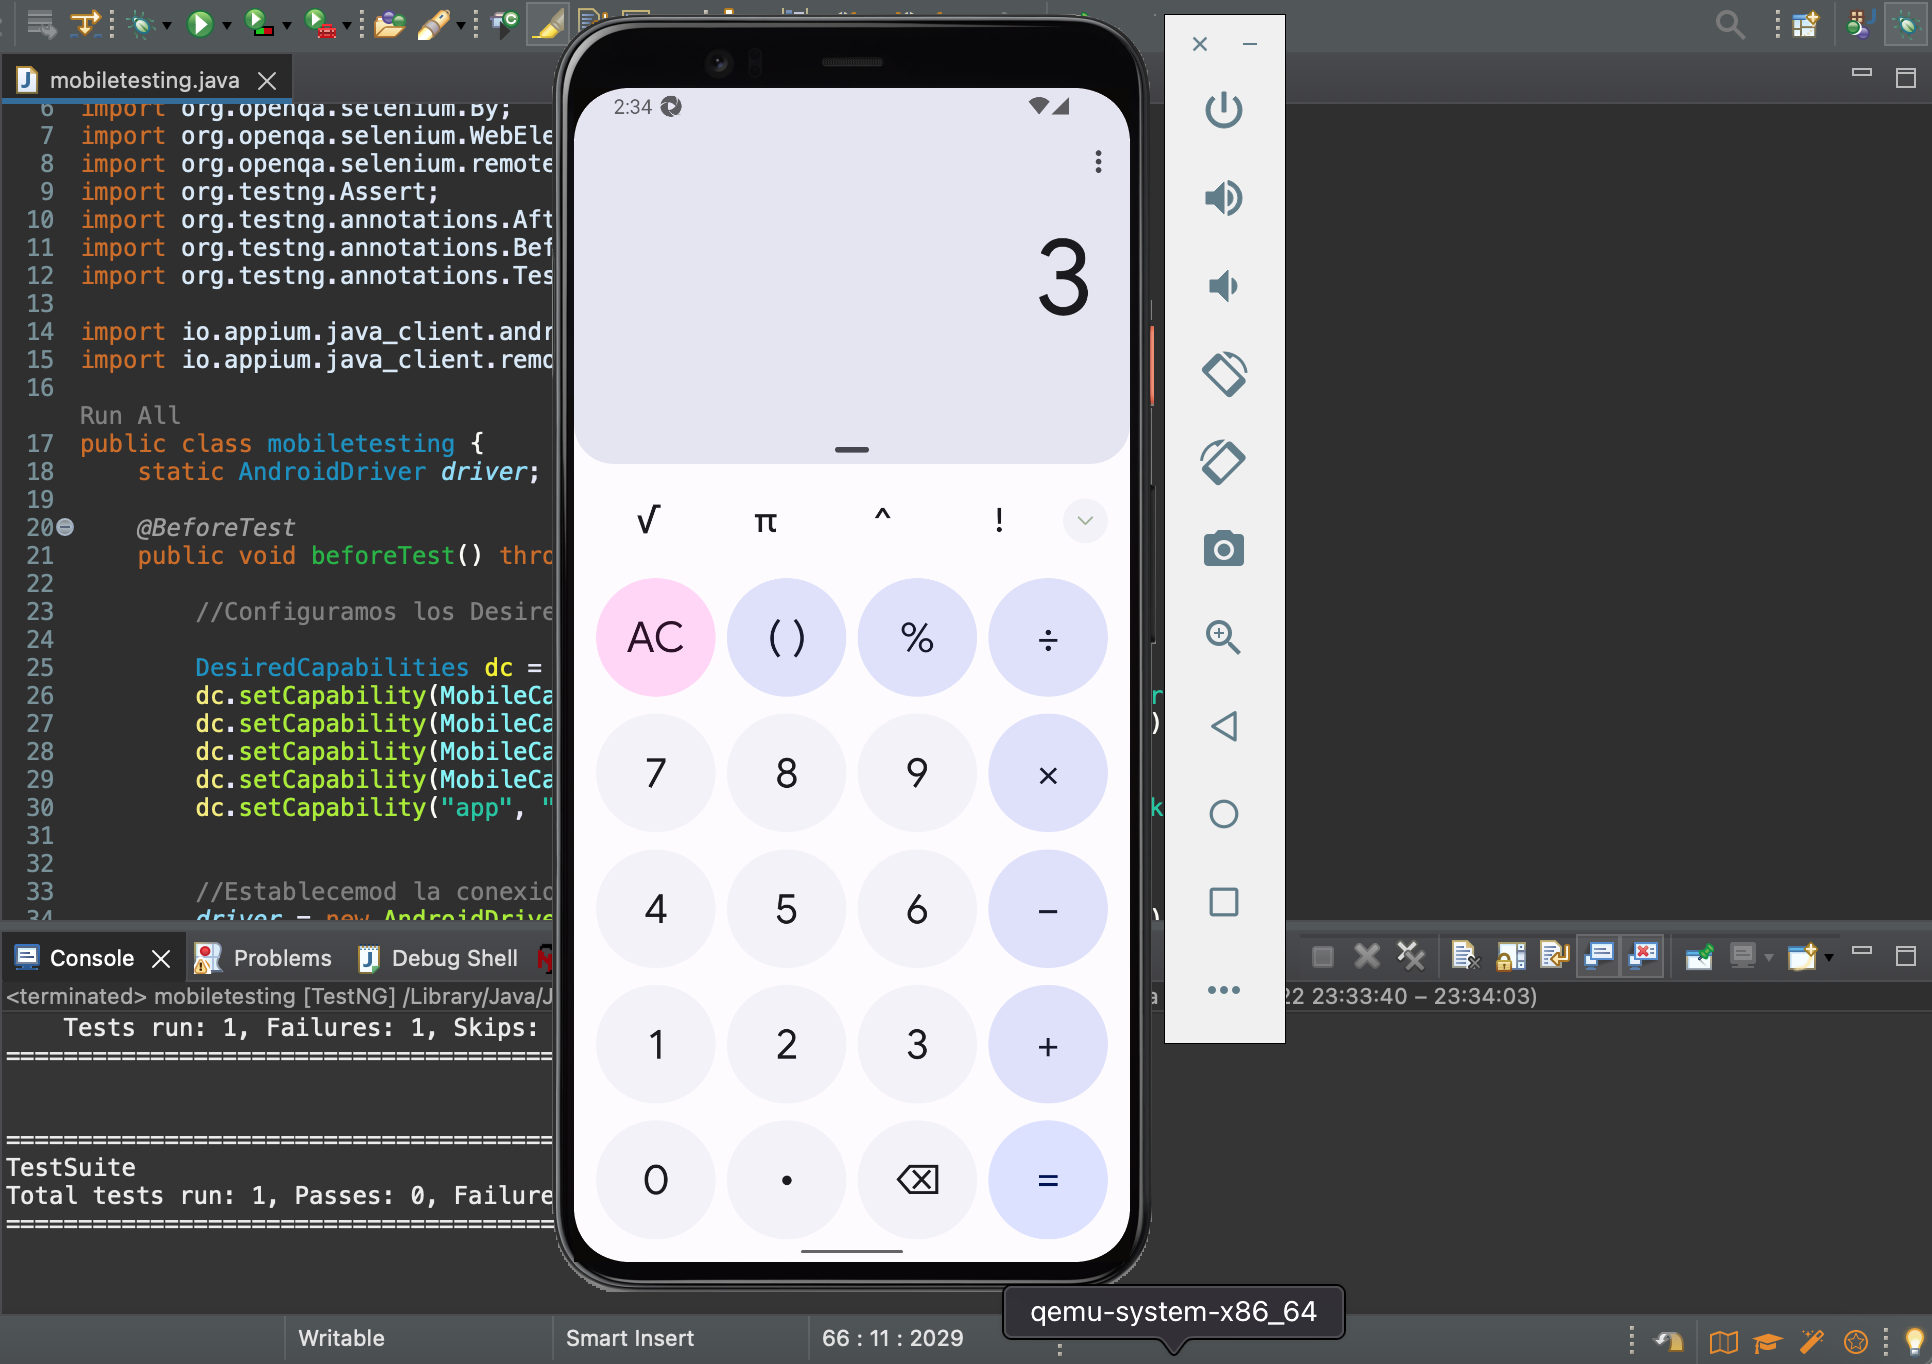 mobiletesting.java
6 import org.openqa.selenium.By;
7 import org.openqa.selenium.WebEle
8 import org.openqa.selenium.remote
9 import org.testng.Assert;
10 import org.testng.annotations.Aft
11 import org.testng.annotations.Bef
12 import org.testng.annotations.Tes
13
14 import io.appium.java_client.andr
15 import io.appium.java_client.remo
16
Run All
17 public class mobiletesting {
18 static AndroidDriver driver;
19
20 @BeforeTest
21 public void beforeTest() thro
22
23 //Configuramos los Desire
24
25 DesiredCapabilities dc =
26 dc.setCapability(MobileCa
27 dc.setCapability(MobileCa
28 dc.setCapability(MobileCa
29 dc.setCapability(MobileCa
30 dc.setCapability("app", "
31
32
33 //Establecemod la conexio
34 driver = new AndroidDrive
r
)
k
)
2:34
3
√ π ^ !
AC ( ) % ÷
7 8 9 ×
4 5 6 −
1 2 3 +
0 . =
Console Problems Debug Shell
<terminated> mobiletesting [TestNG] /Library/Java/J
a 22 23:33:40 – 23:34:03)
Tests run: 1, Failures: 1, Skips:
======================================
======================================
TestSuite
Total tests run: 1, Passes: 0, Failure
======================================
qemu-system-x86_64
Writable Smart Insert 66 : 11 : 2029